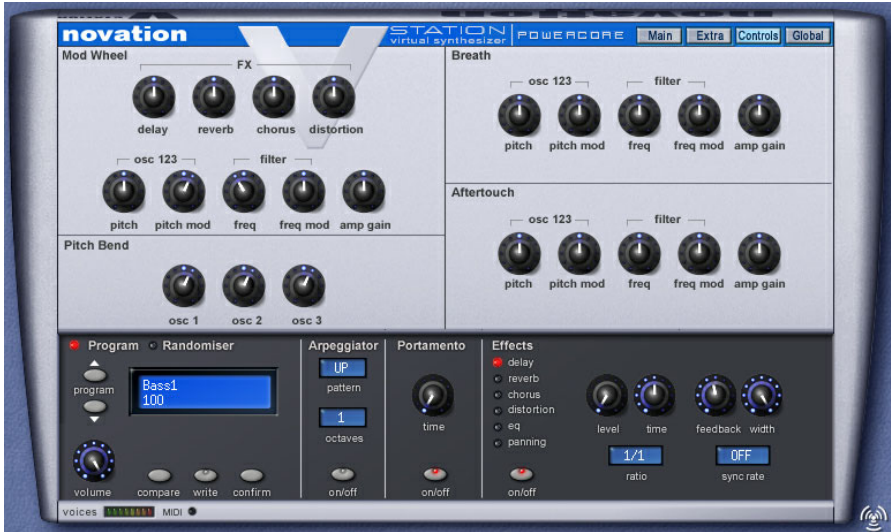 novation
V STATION
virtual synthesizer
POWERCORE
Main Extra Controls Global
Mod Wheel
FX
delay reverb chorus distortion
osc 123 filter
pitch pitch mod freq freq mod amp gain
Pitch Bend
osc 1 osc 2 osc 3
Breath
osc 123 filter
pitch pitch mod freq freq mod amp gain
Aftertouch
osc 123 filter
pitch pitch mod freq freq mod amp gain
Program Randomiser
program
Bass1
100
volume compare write confirm
Arpeggiator
UP
pattern
1
octaves
on/off
Portamento
time
on/off
Effects
delay
reverb
chorus
distortion
eq
panning
on/off
level time feedback width
1/1 OFF
ratio sync rate
voices MIDI